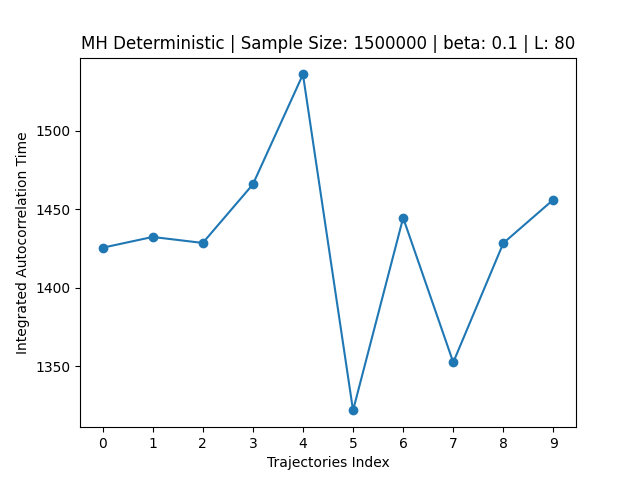 MH Deterministic | Sample Size: 1500000 | beta: 0.1 | L: 80
Integrated Autocorrelation Time
1500
1450
1400
1350
0 1 2 3 4 5 6 7 8 9
Trajectories Index